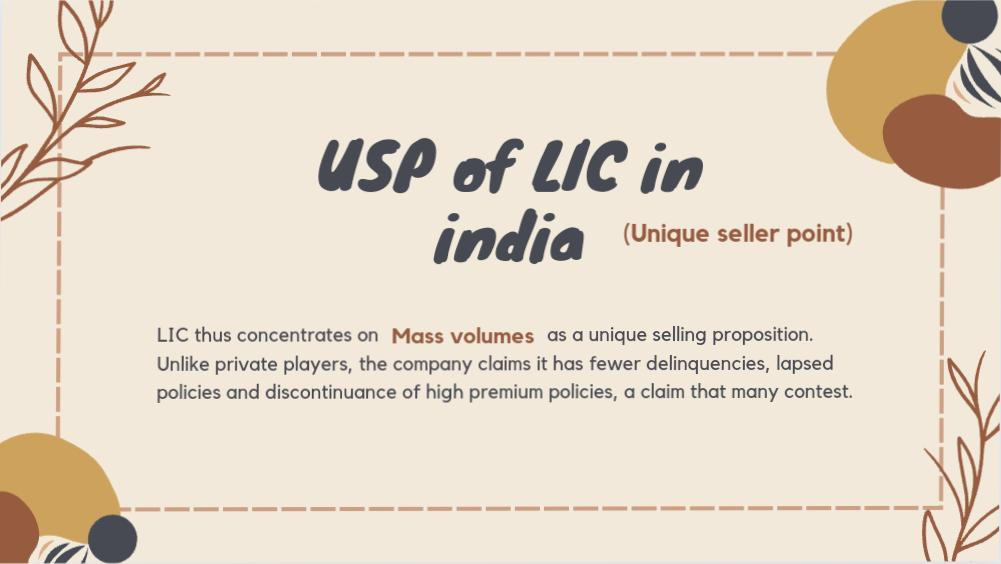 USP of LIC in
india (Unique seller point)
LIC thus concentrates on Mass volumes as a unique selling proposition.
Unlike private players, the company claims it has fewer delinquencies, lapsed
policies and discontinuance of high premium policies, a claim that many contest.